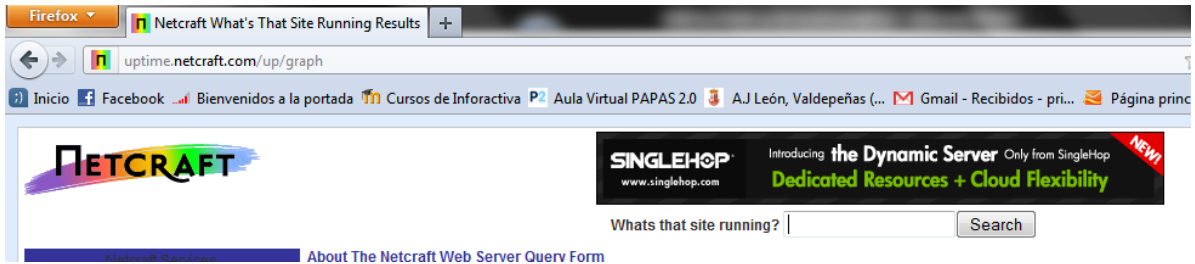 Firefox
Netcraft What's That Site Running Results
uptime.netcraft.com/up/graph
Inicio Facebook Bienvenidos a la portada Cursos de Inforactiva Aula Virtual PAPAS 2.0 A.J León, Valdepeñas (... Gmail - Recibidos - pri... Página princ
NETCRAFT
SINGLEHOP
www.singlehop.com
Introducing the Dynamic Server Only from SingleHop
Dedicated Resources + Cloud Flexibility
NEW!
Whats that site running? Search
Netcraft Services
About The Netcraft Web Server Query Form